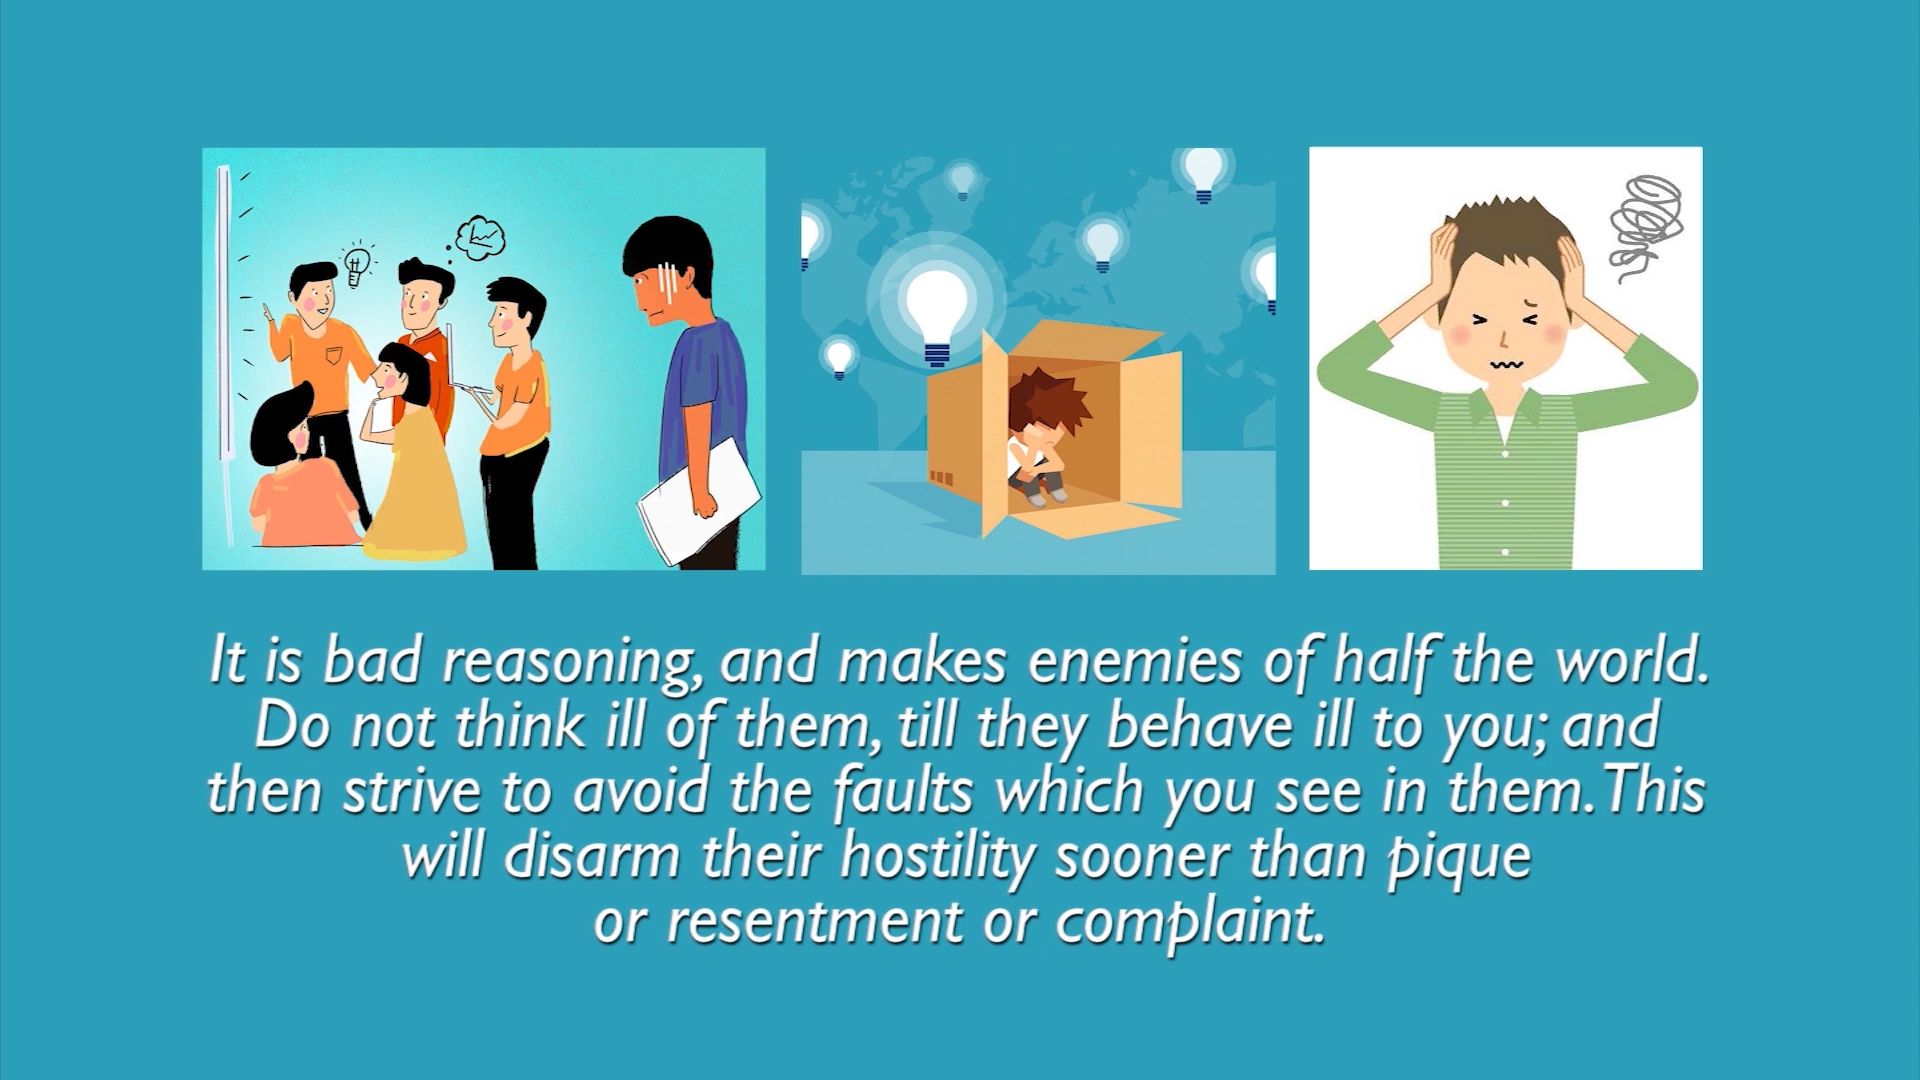 It is bad reasoning, and makes enemies of half the world.
Do not think ill of them, till they behave ill to you; and
then strive to avoid the faults which you see in them. This
will disarm their hostility sooner than pique
or resentment or complaint.